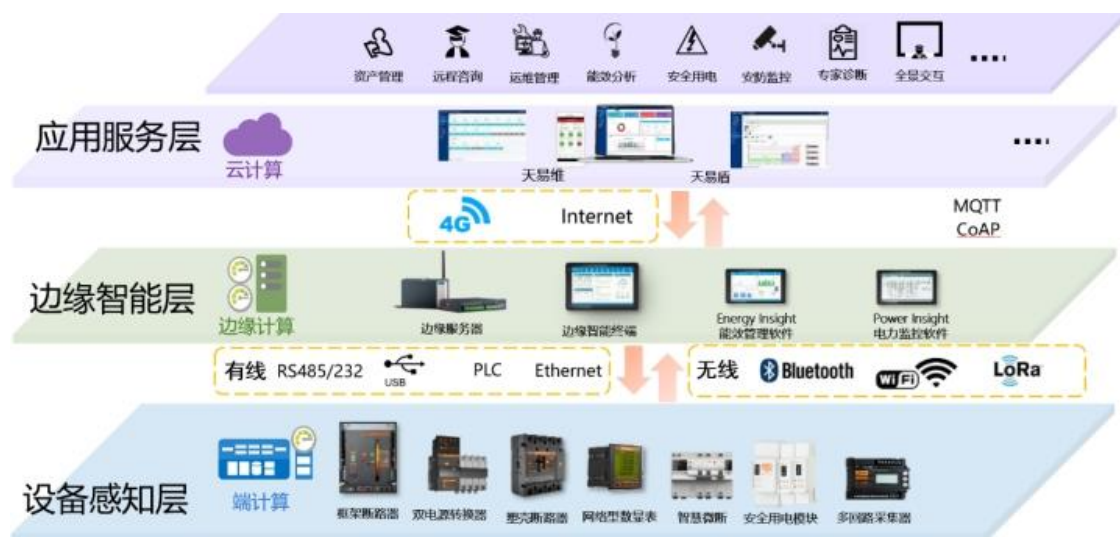 资产管理 远程咨询 运维管理 能效分析 安全用电 安防监控 专家诊断 全景交互
应用服务层
云计算
天易维 天易盾
4G Internet
MQTT
CoAP
边缘智能层
边缘计算
边缘服务器 边缘智能终端
Energy Insight
能效管理软件
Power Insight
电力监控软件
有线 RS485/232 USB PLC Ethernet
无线 Bluetooth WiFi LoRa
设备感知层
端计算
框架断路器 双电源转换器 塑壳断路器 网络型数显表 智慧微断 安全用电模块 多回路采集器